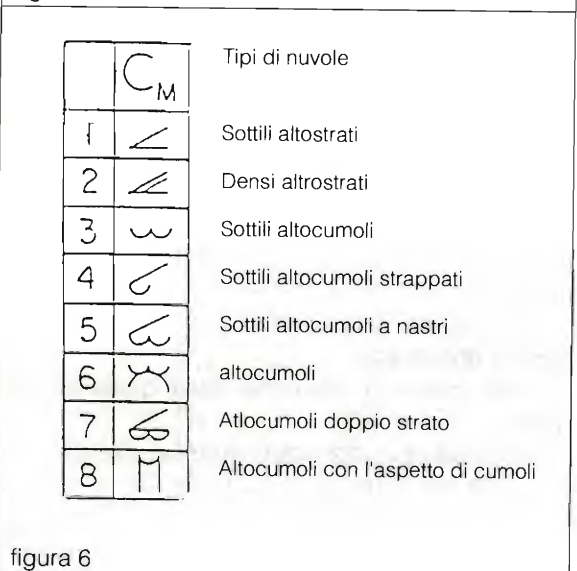 C_M Tipi di nuvole
1 Sottili altostrati
2 Densi altrostrati
3 Sottili altocumoli
4 Sottili altocumoli strappati
5 Sottili altocumoli a nastri
6 altocumoli
7 Atlocumoli doppio strato
8 Altocumoli con l'aspetto di cumoli
figura 6